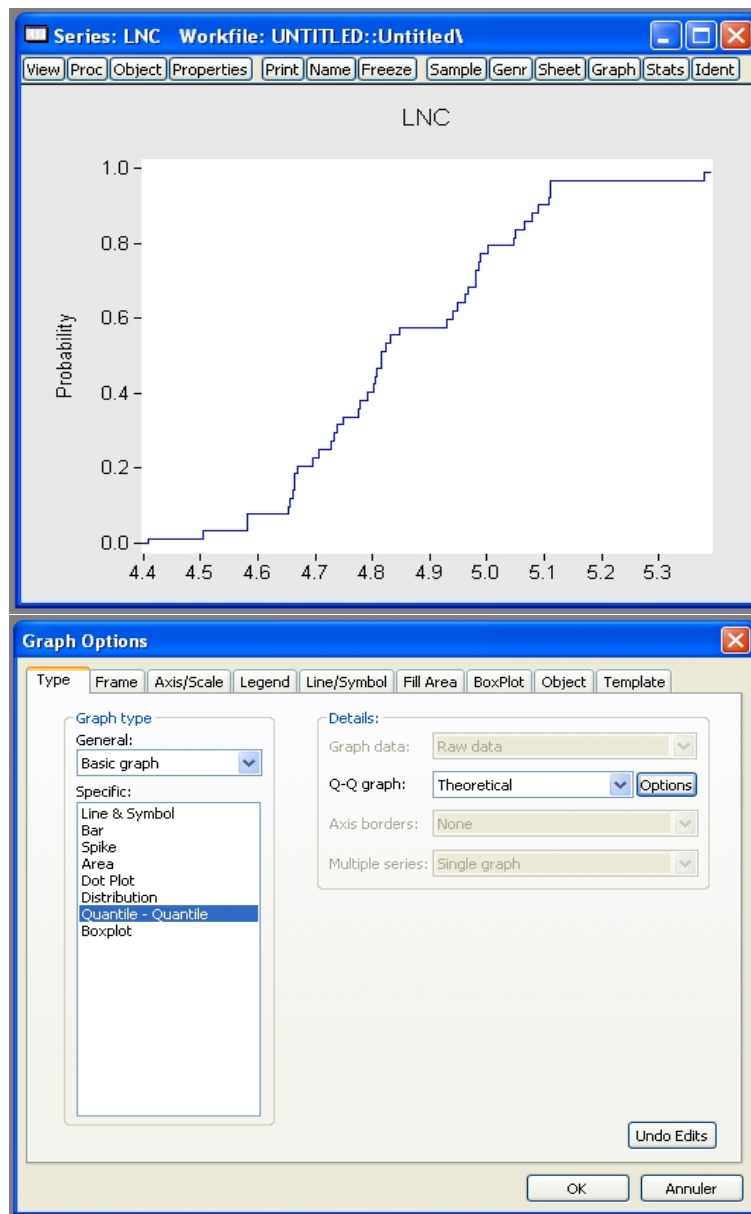 Series: LNC Workfile: UNTITLED::Untitled\
View Proc Object Properties Print Name Freeze Sample Genr Sheet Graph Stats Ident
LNC
Probability
1.0
0.8
0.6
0.4
0.2
0.0
4.4 4.5 4.6 4.7 4.8 4.9 5.0 5.1 5.2 5.3
Graph Options
Type Frame Axis/Scale Legend Line/Symbol Fill Area BoxPlot Object Template
Graph type
General:
Basic graph
Specific:
Line & Symbol
Bar
Spike
Area
Dot Plot
Distribution
Quantile - Quantile
Boxplot
Details:
Graph data: Raw data
Q-Q graph: Theoretical Options
Axis borders: None
Multiple series: Single graph
Undo Edits
OK Annuler